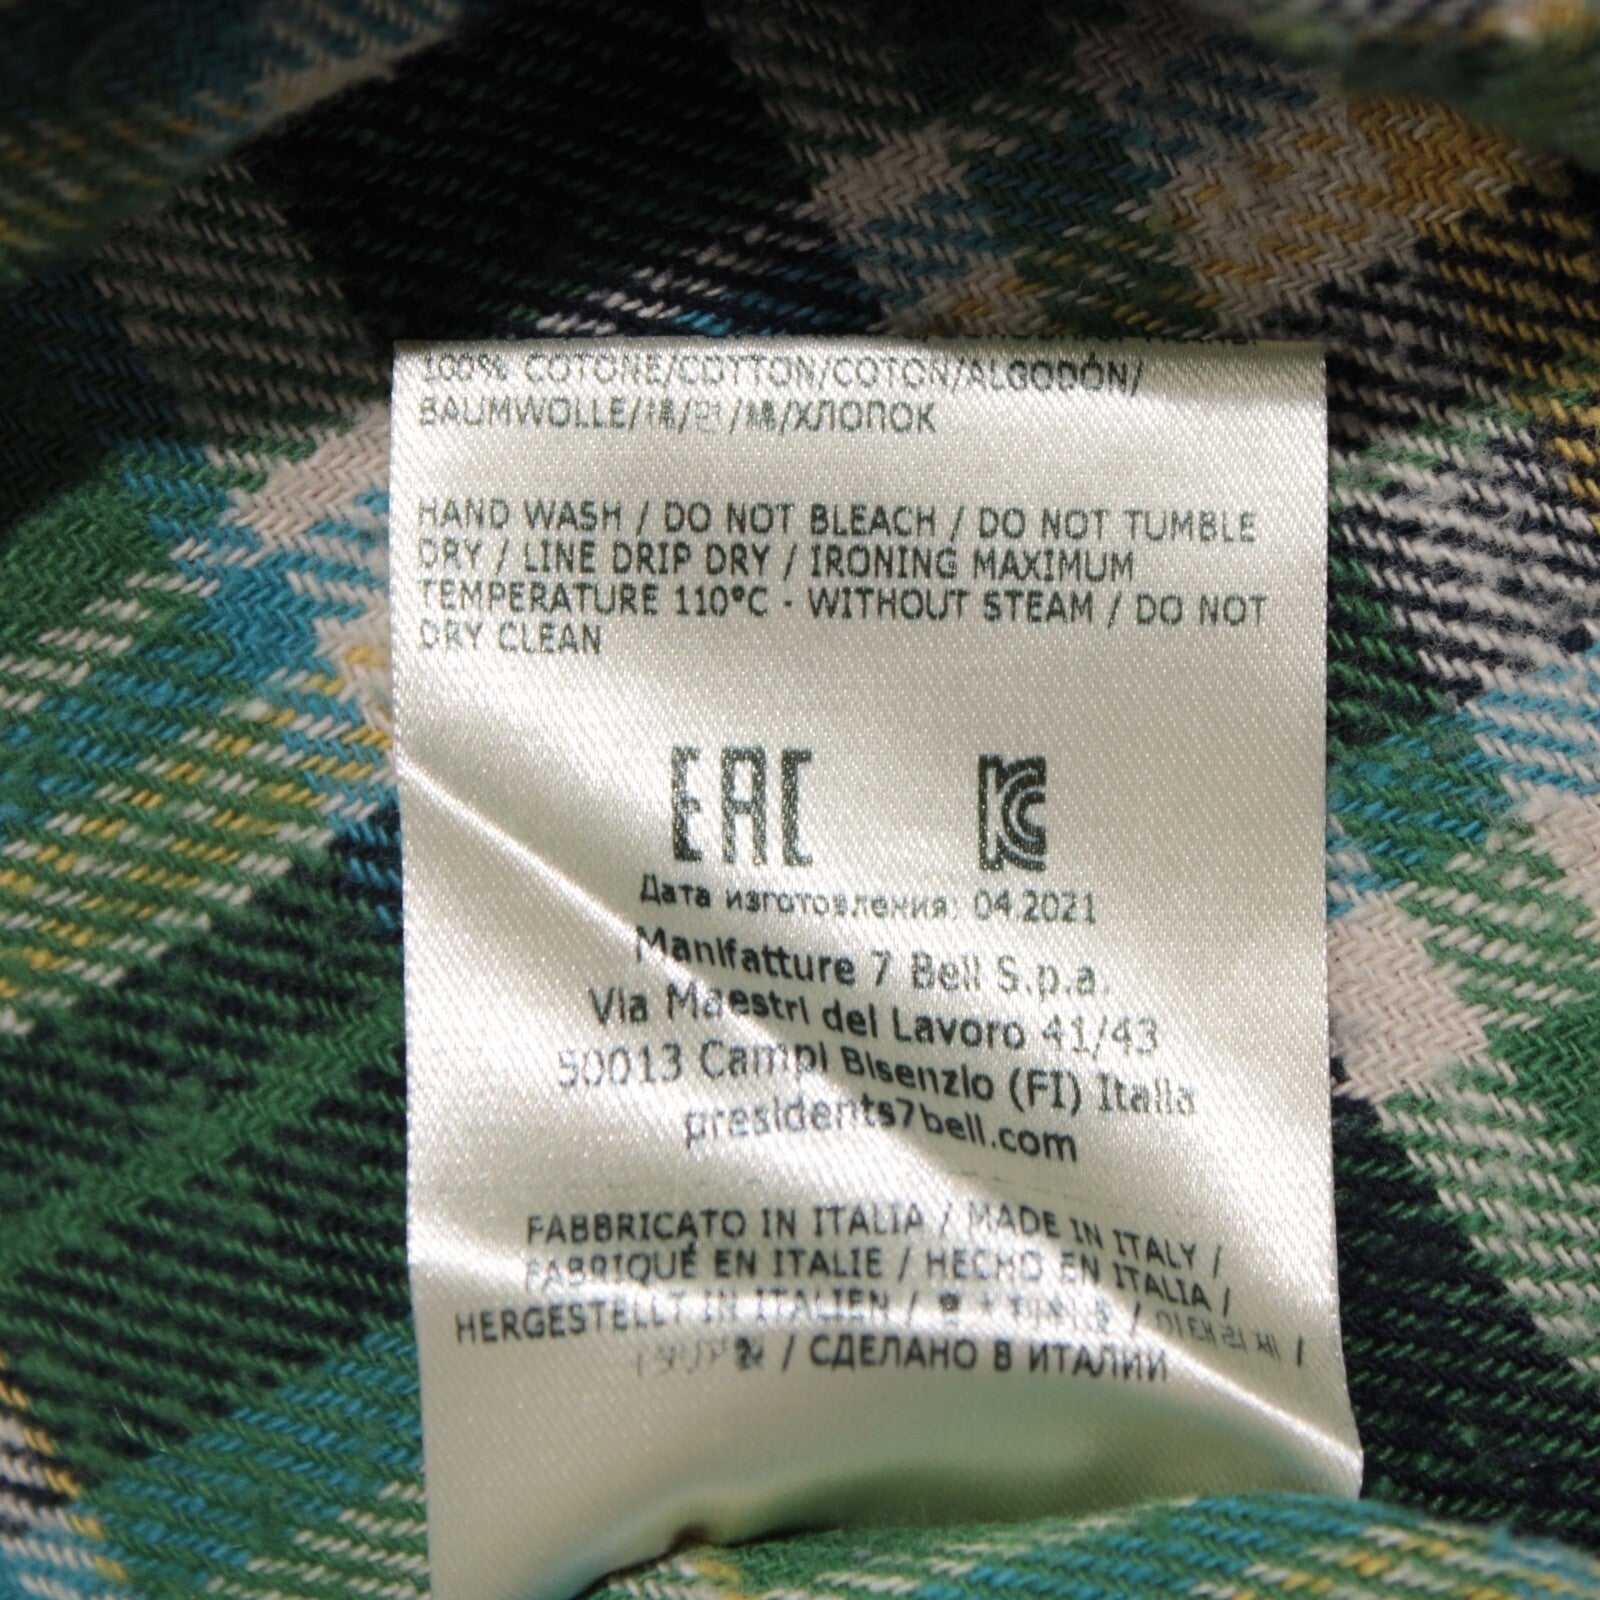 100% COTONE/COTTON/COTON/ALGODÓN/
BAUMWOLLE/棉/면/綿/ХЛОПОК
HAND WASH / DO NOT BLEACH / DO NOT TUMBLE
DRY / LINE DRIP DRY / IRONING MAXIMUM
TEMPERATURE 110°C - WITHOUT STEAM / DO NOT
DRY CLEAN
EAC
Дата изготовления: 04.2021
Manifatture 7 Bell S.p.a.
Via Maestri del Lavoro 41/43
50013 Campi Bisenzio (FI) Italia
presidents7bell.com
FABBRICATO IN ITALIA / MADE IN ITALY /
FABRIQUÉ EN ITALIE / HECHO EN ITALIA /
HERGESTELLT IN ITALIEN /
/ СДЕЛАНО В ИТАЛИИ